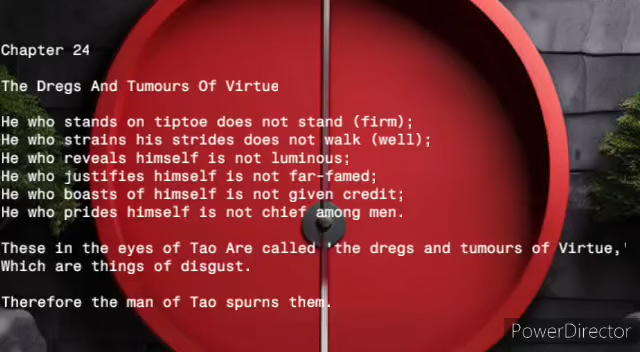 Chapter 24
The Dregs And Tumours Of Virtue
He who stands on tiptoe does not stand (firm);
He who strains his strides does not walk (well);
He who reveals himself is not luminous;
He who justifies himself is not far-famed;
He who boasts of himself is not given credit;
He who prides himself is not chief among men.
These in the eyes of Tao Are called 'the dregs and tumours of Virtue,'
Which are things of disgust.
Therefore the man of Tao spurns them.
PowerDirector